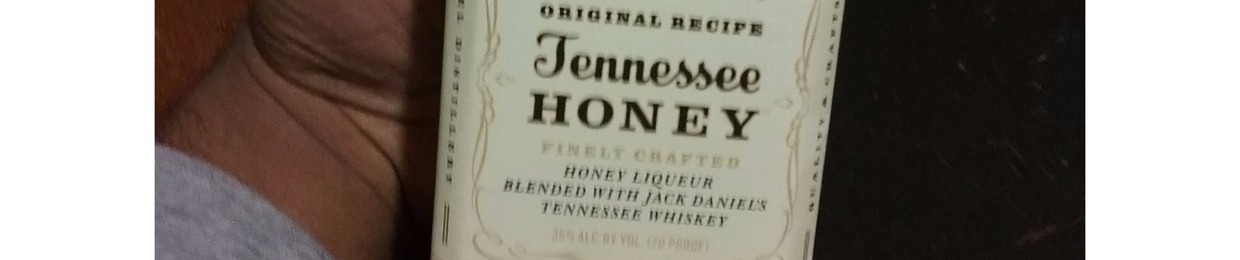 ORIGINAL RECIPE
Tennessee
HONEY
FINELY CRAFTED
HONEY LIQUEUR
BLENDED WITH JACK DANIEL'S
TENNESSEE WHISKEY
35% ALC. BY VOL. (70 PROOF)
QUALITY &